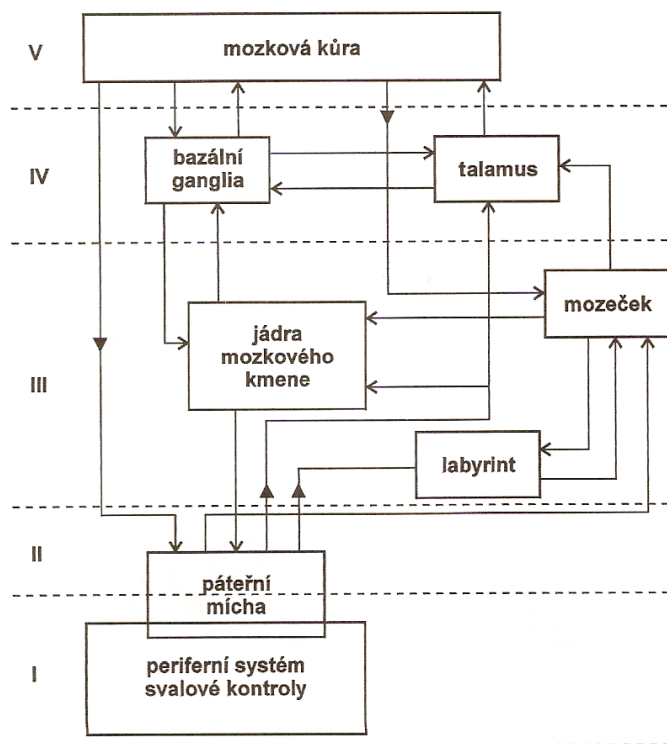 V
mozková kůra
IV
bazální
ganglia
talamus
mozeček
III
jádra
mozkového
kmene
labyrint
II
páteřní
mícha
I
periferní systém
svalové kontroly